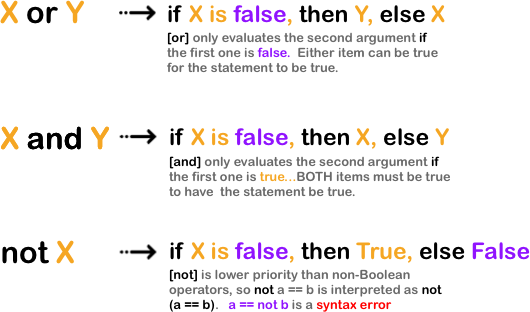 X or Y
if X is false, then Y, else X
[or] only evaluates the second argument if
the first one is false. Either item can be true
for the statement to be true.
X and Y
if X is false, then X, else Y
[and] only evaluates the second argument if
the first one is true...BOTH items must be true
to have the statement be true.
not X
if X is false, then True, else False
[not] is lower priority than non-Boolean
operators, so not a == b is interpreted as not
(a == b). a == not b is a syntax error